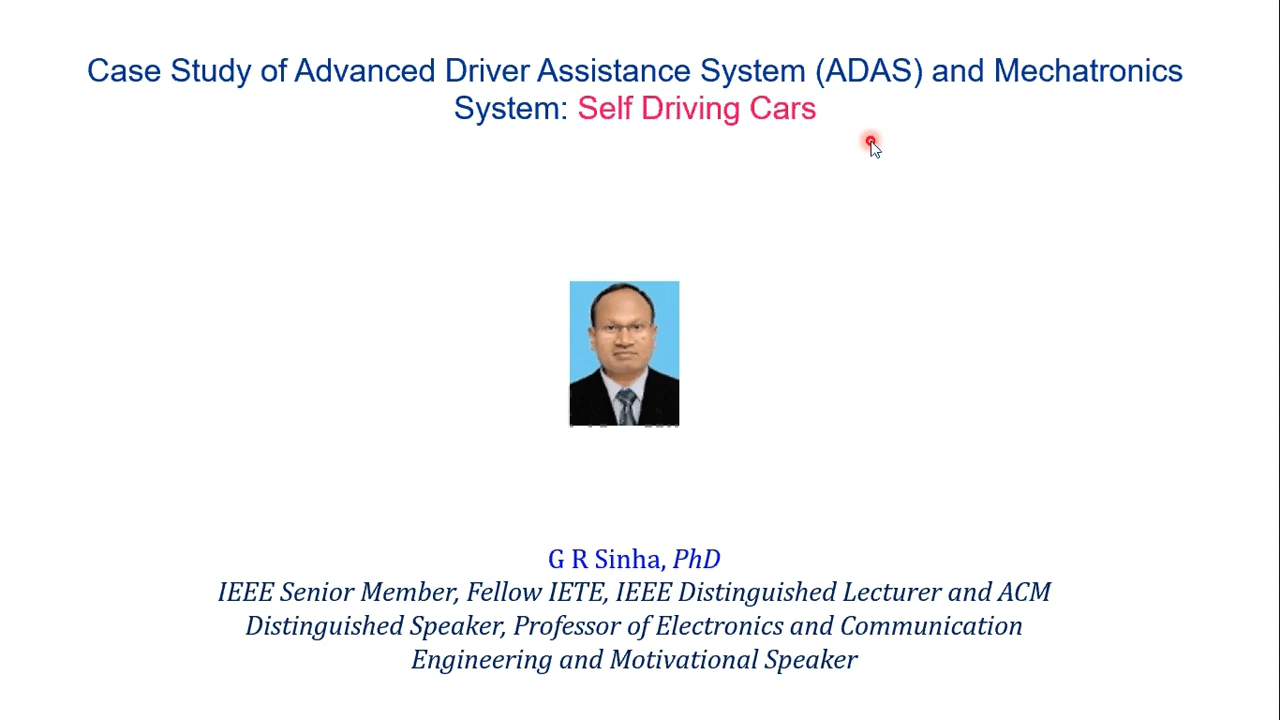 Case Study of Advanced Driver Assistance System (ADAS) and Mechatronics
System: Self Driving Cars
G R Sinha, PhD
IEEE Senior Member, Fellow IETE, IEEE Distinguished Lecturer and ACM
Distinguished Speaker, Professor of Electronics and Communication
Engineering and Motivational Speaker